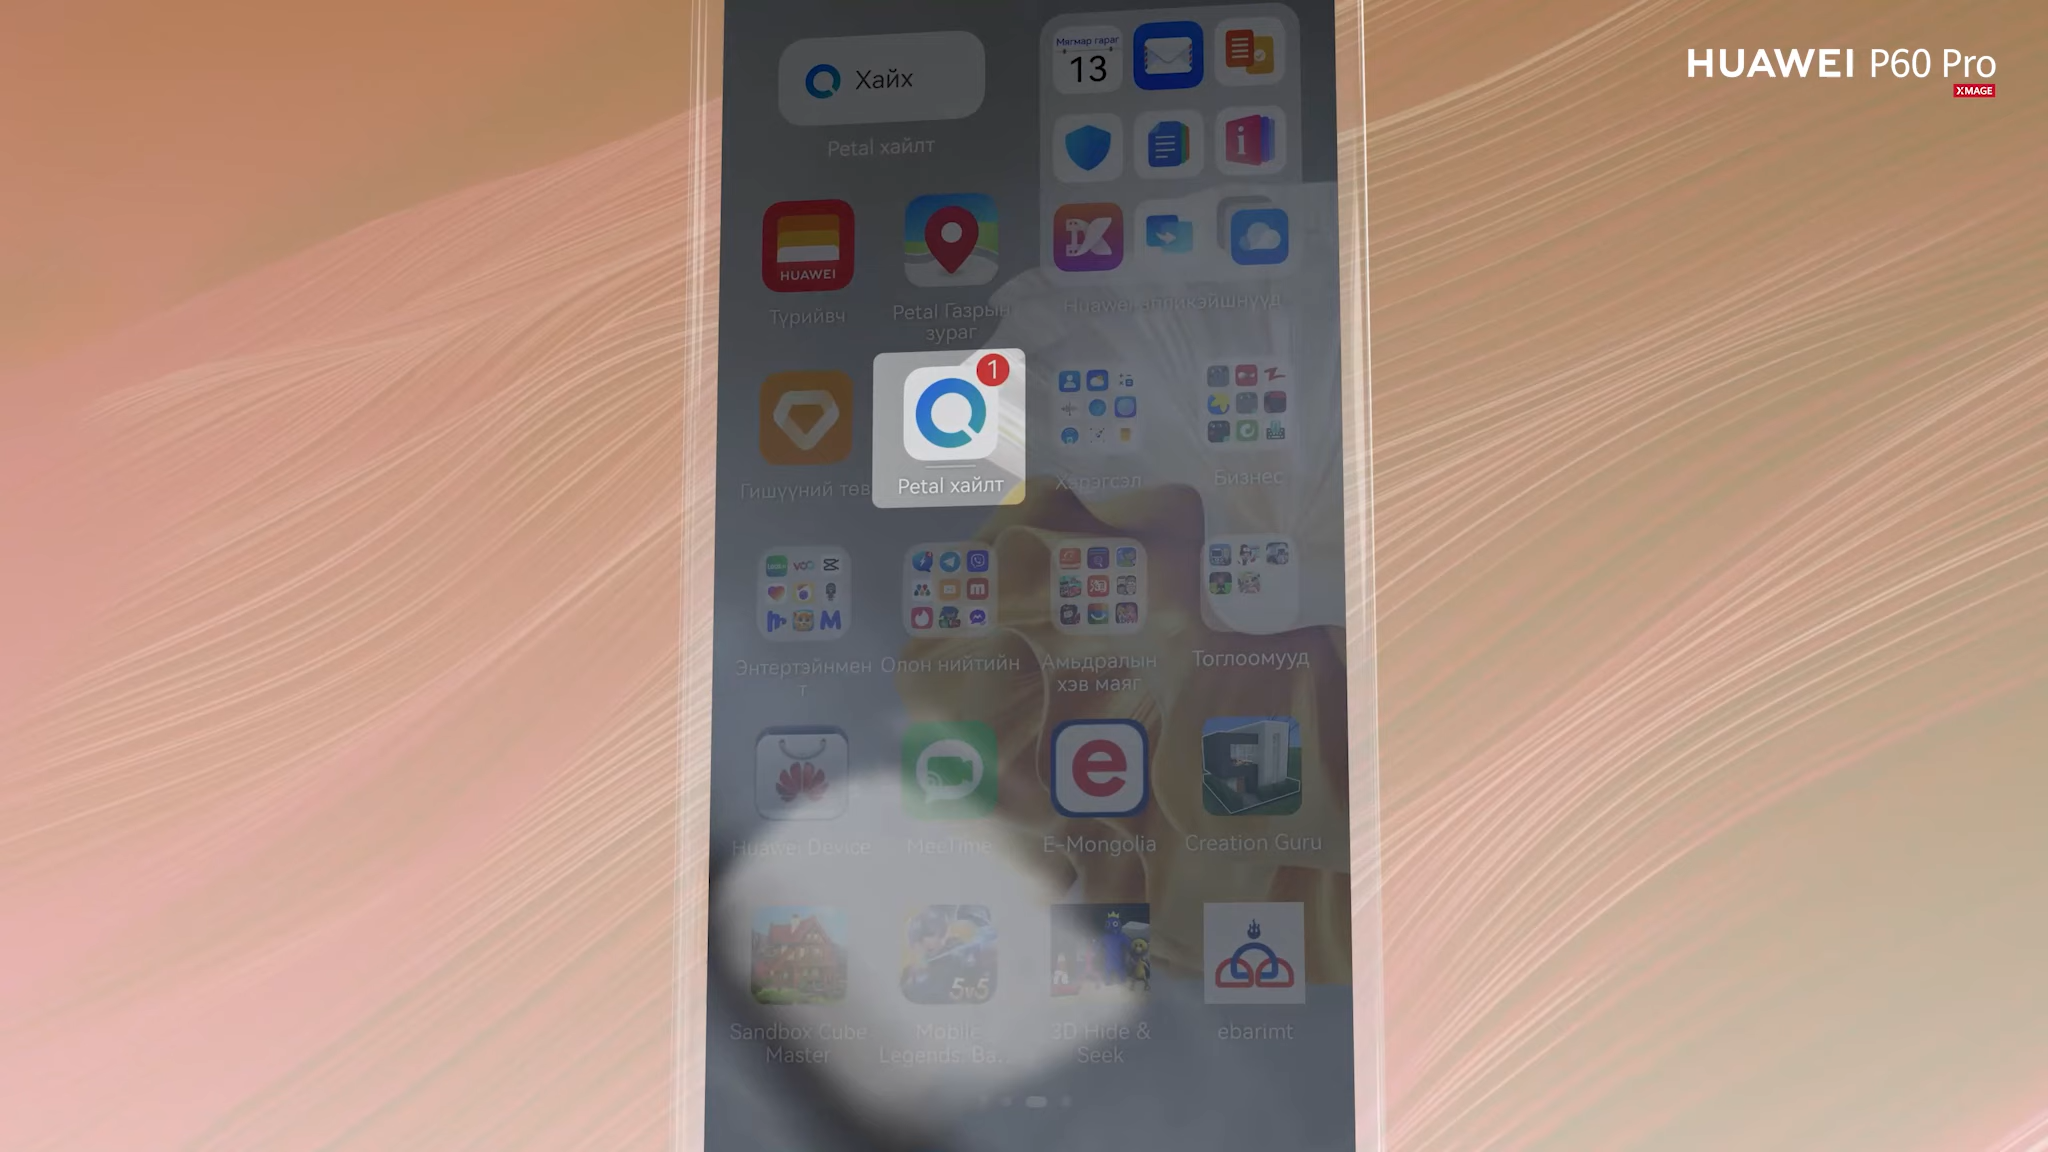 HUAWEI P60 Pro
XMAGE
Хайх
Petal хайлт
Мягмар гараг
13
HUAWEI
Түрийвч
Petal Газрын
зураг
Huawei аппликэйшнүүд
Гишүүний төв
1
Petal хайлт
Хэрэгсэл
Бизнес
VOO
m
M
Энтертэйнмен
т
Олон нийтийн
Амьдралын
хэв маяг
Тоглоомууд
Huawei Device
MeeTime
e
E-Mongolia
Creation Guru
5v5
Sandbox Cube
Master
Mobile
Legends: Ba...
3D Hide &
Seek
ebarimt